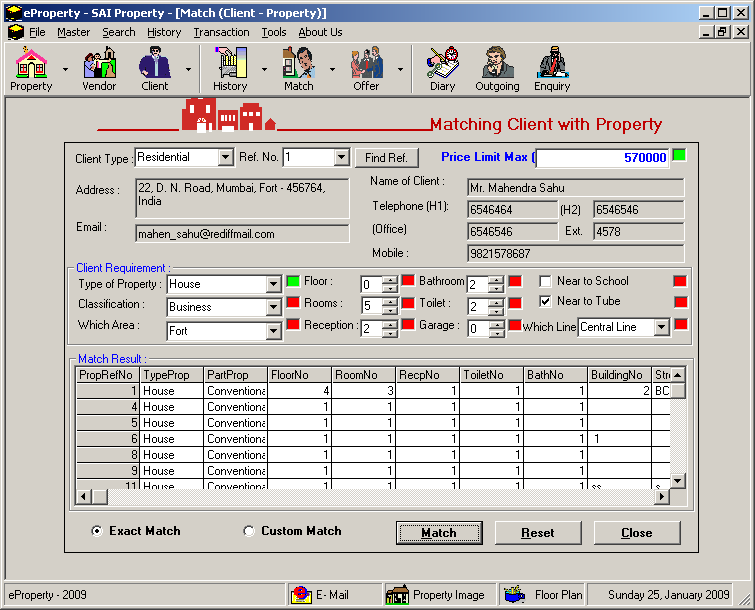 eProperty - SAI Property - [Match (Client - Property)]
File Master Search History Transaction Tools About Us
Property Vendor Client History Match Offer Diary Outgoing Enquiry
Matching Client with Property
Client Type : Residential Ref. No. 1 Find Ref. Price Limit Max ( 570000
Address : 22, D. N. Road, Mumbai, Fort - 456764, India
Name of Client : Mr. Mahendra Sahu
Telephone (H1): 6546464 (H2) 6546546
Email : mahen_sahu@rediffmail.com
(Office) 6546546 Ext. 4578
Mobile : 9821578687
Client Requirement :
Type of Property : House Floor : 0 Bathroom 2 Near to School
Classification : Business Rooms : 5 Toilet : 2 Near to Tube
Which Area : Fort Reception : 2 Garage : 0 Which Line Central Line
Match Result :
PropRefNo TypeProp PartProp FloorNo RoomNo RecpNo ToiletNo BathNo BuildingNo Stre
1 House Conventiona 4 3 1 1 1 2 BC
4 House Conventiona 1 1 1 1 1
5 House Conventiona 1 1 1 1 1
6 House Conventiona 1 1 1 1 1 1
8 House Conventiona 1 1 1 1 1
9 House Conventiona 1 1 1 1 1
11 House Conventiona 1 1 1 1 1 ss s
Exact Match Custom Match Match Reset Close
eProperty - 2009 E- Mail Property Image Floor Plan Sunday 25, January 2009